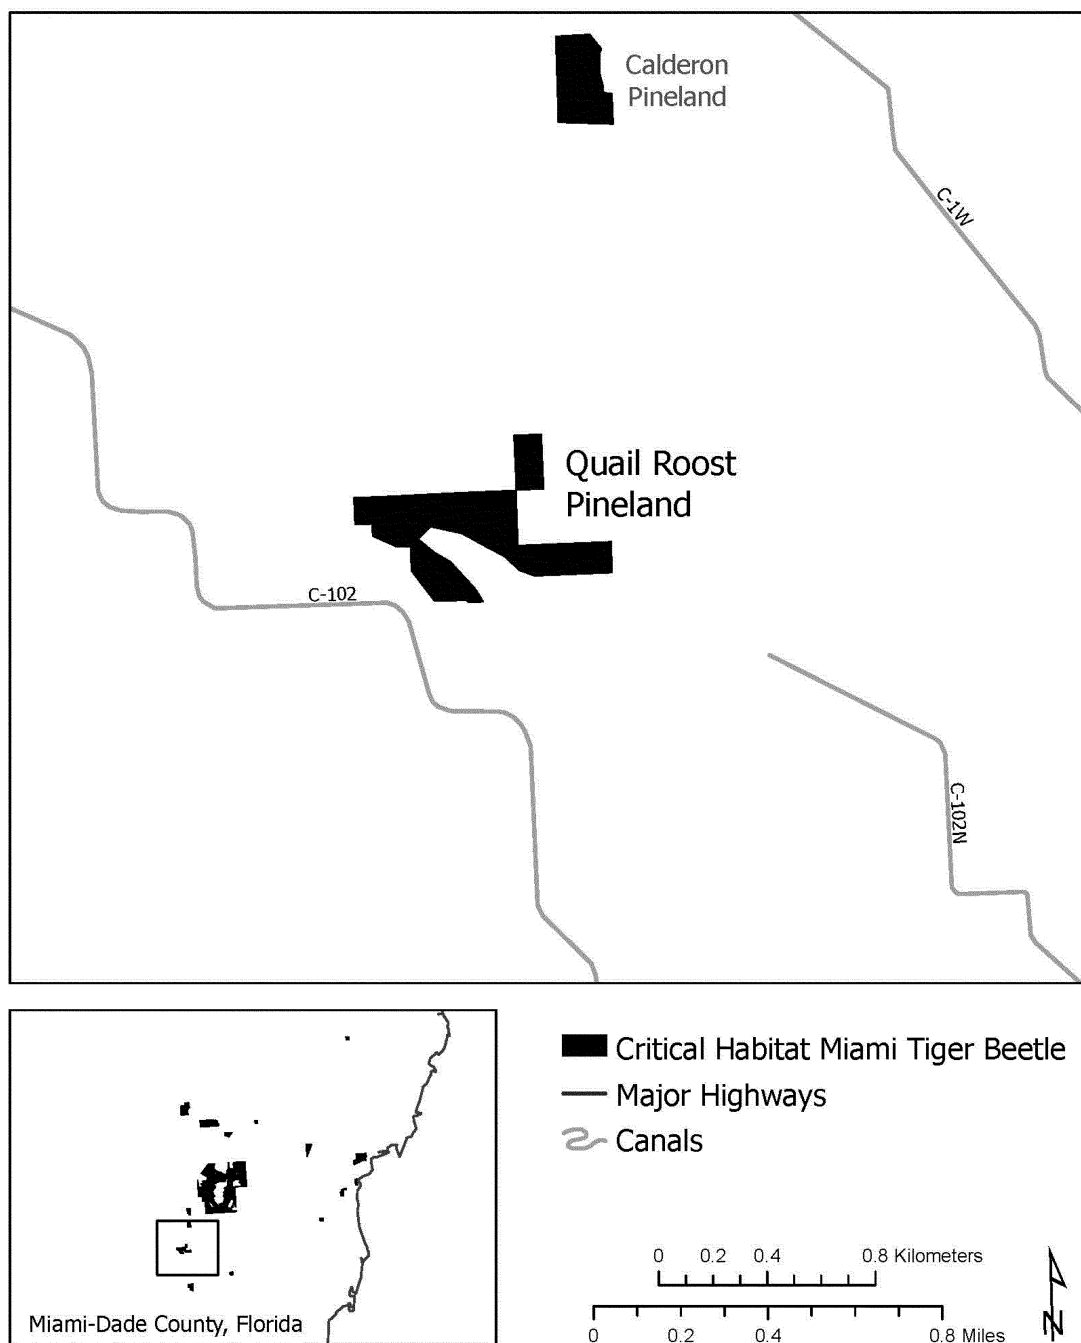 Calderon
Pineland
C-1W
Quail Roost
Pineland
C-102
C-102N
Critical Habitat Miami Tiger Beetle
Major Highways
Canals
0 0.2 0.4 0.8 Kilometers
0 0.2 0.4 0.8 Miles
N
Miami-Dade County, Florida